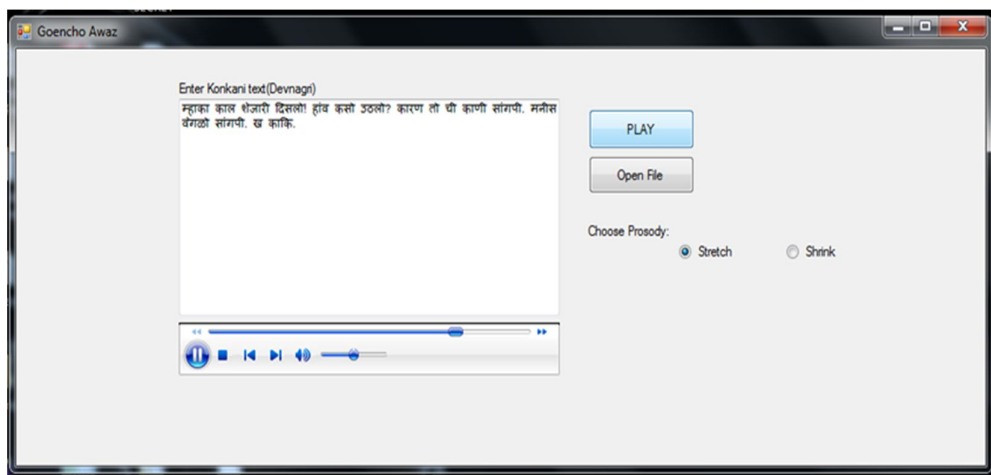 Goencho Awaz
Enter Konkani text(Devnagri)
म्हाका काल शेजारी दिसलो! हांव कसो उठलो? कारण तो ची काणी सांगपी. मनीस
वेगळो सांगपी. ख काकि.
PLAY
Open File
Choose Prosody:
Stretch
Shrink